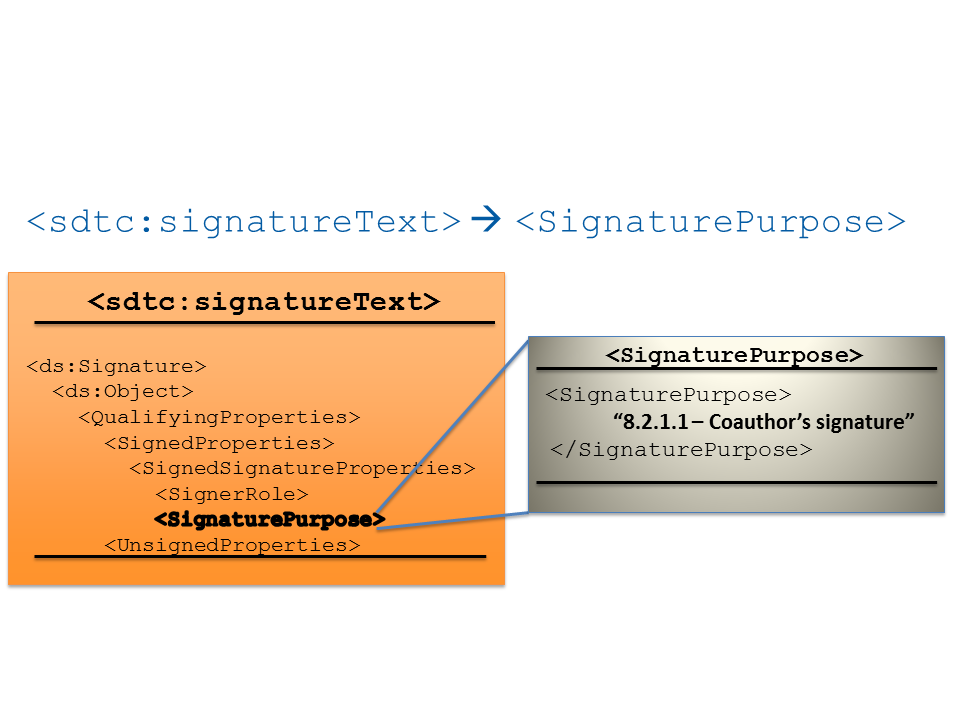 <sdtc:signatureText> → <SignaturePurpose>
<sdtc:signatureText>
<ds:Signature>
<ds:Object>
<QualifyingProperties>
<SignedProperties>
<SignedSignatureProperties>
<SignerRole>
<SignaturePurpose>
<UnsignedProperties>
<SignaturePurpose>
<SignaturePurpose>
“8.2.1.1 – Coauthor’s signature”
</SignaturePurpose>